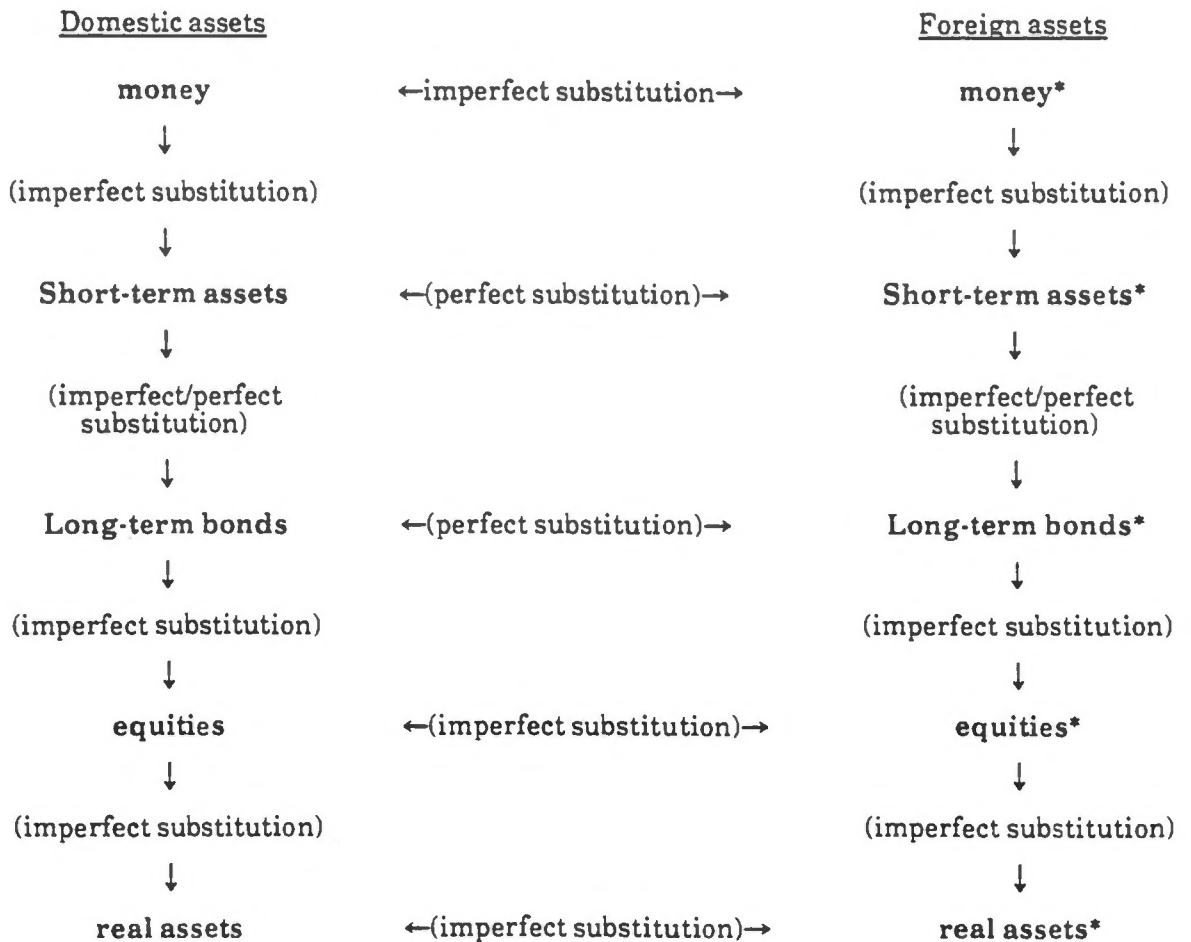 Domestic assets Foreign assets
money ←imperfect substitution→ money*
↓ ↓
(imperfect substitution) (imperfect substitution)
↓ ↓
Short-term assets ←(perfect substitution)→ Short-term assets*
↓ ↓
(imperfect/perfect (imperfect/perfect
substitution) substitution)
↓ ↓
Long-term bonds ←(perfect substitution)→ Long-term bonds*
↓ ↓
(imperfect substitution) (imperfect substitution)
↓ ↓
equities ←(imperfect substitution)→ equities*
↓ ↓
(imperfect substitution) (imperfect substitution)
↓ ↓
real assets ←(imperfect substitution)→ real assets*